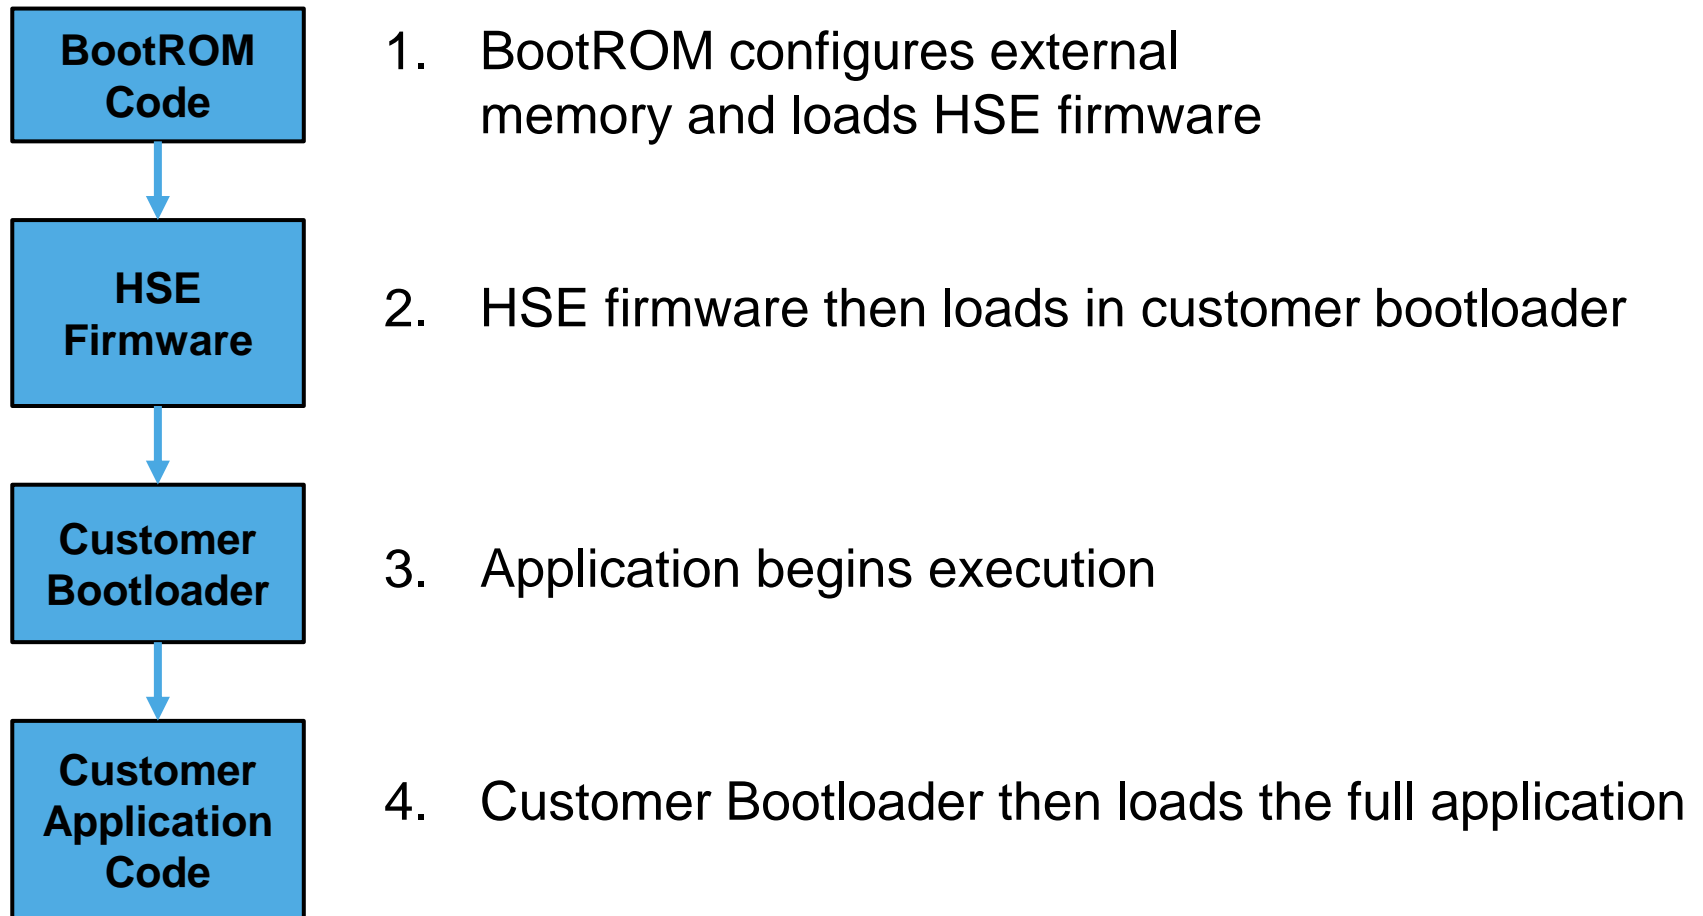 BootROM
Code
1. BootROM configures external
memory and loads HSE firmware
HSE
Firmware
2. HSE firmware then loads in customer bootloader
Customer
Bootloader
3. Application begins execution
Customer
Application
Code
4. Customer Bootloader then loads the full application